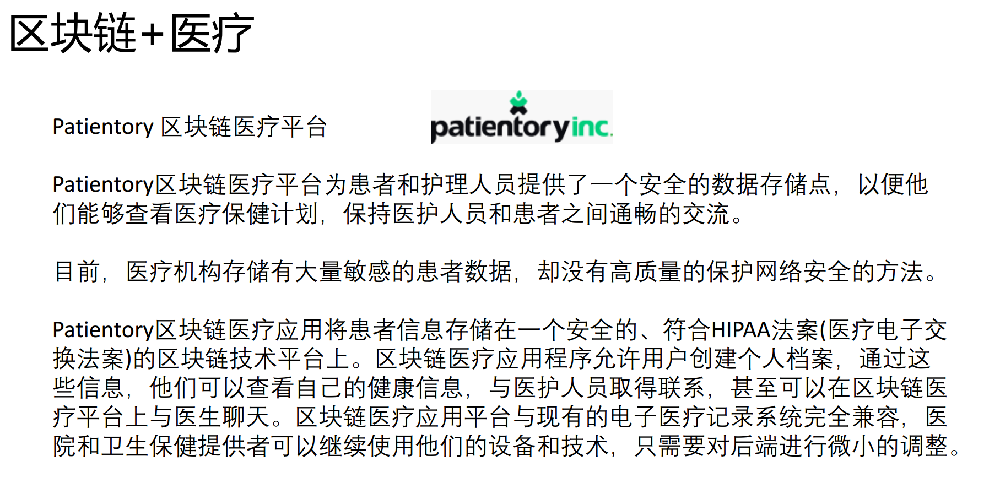 区块链+医疗
Patientory 区块链医疗平台
patientoryinc.
Patientory区块链医疗平台为患者和护理人员提供了一个安全的数据存储点，以便他
们能够查看医疗保健计划，保持医护人员和患者之间通畅的交流。
目前，医疗机构存储有大量敏感的患者数据，却没有高质量的保护网络安全的方法。
Patientory区块链医疗应用将患者信息存储在一个安全的、符合HIPAA法案(医疗电子交
换法案)的区块链技术平台上。区块链医疗应用程序允许用户创建个人档案，通过这
些信息，他们可以查看自己的健康信息，与医护人员取得联系，甚至可以在区块链医
疗平台上与医生聊天。区块链医疗应用平台与现有的电子医疗记录系统完全兼容，医
院和卫生保健提供者可以继续使用他们的设备和技术，只需要对后端进行微小的调整。